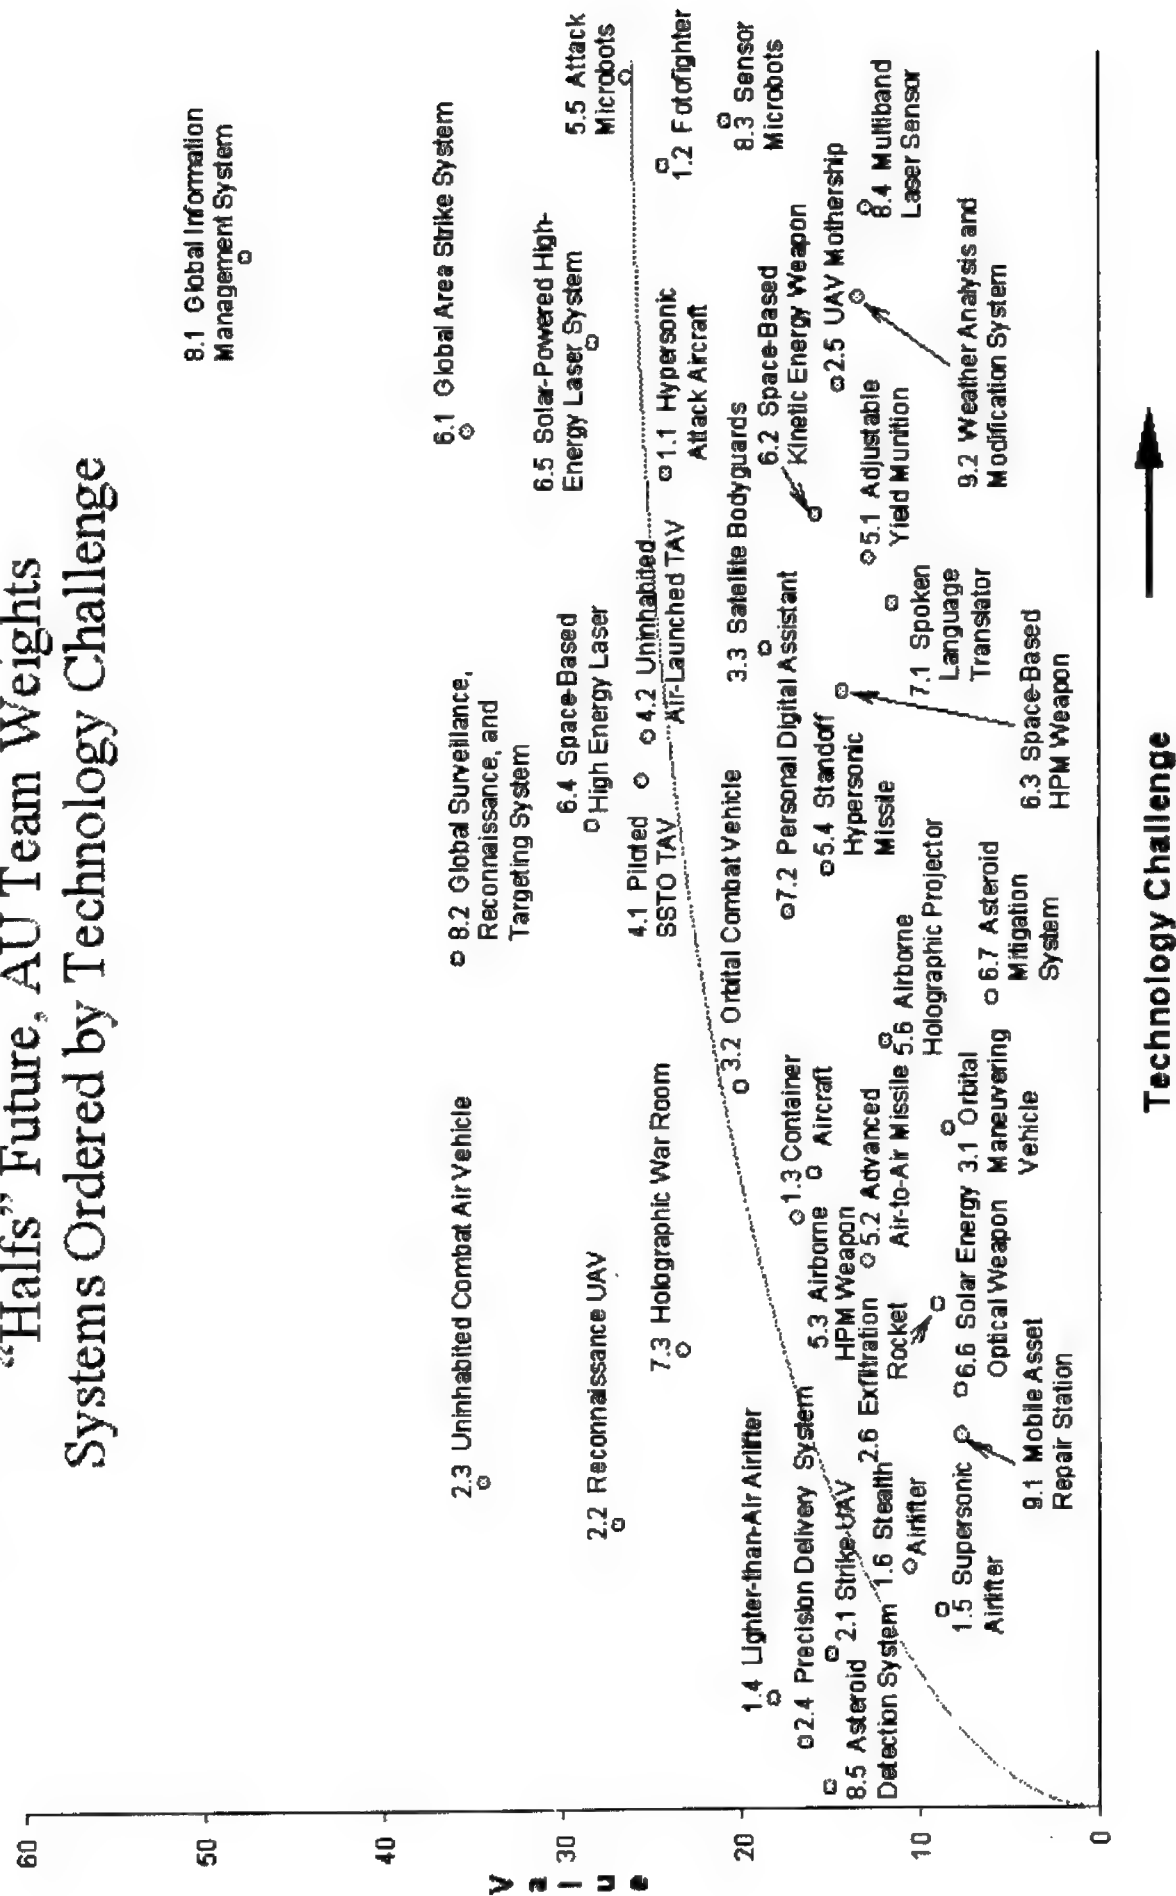 “Halfs” Future, AU Team Weights
Systems Ordered by Technology Challenge
60
50
40
30
20
10
0
Value
8.1 Global Information
Management System
2.3 Uninhabited Combat Air Vehicle
8.2 Global Surveillance,
Reconnaissance, and
Targeting System
6.1 Global Area Strike System
2.2 Reconnaissance UAV
6.4 Space-Based
High Energy Laser
6.5 Solar-Powered High-
Energy Laser System
5.5 Attack
Microbots
7.3 Holographic War Room
4.1 Piloted
SSTO TAV
4.2 Uninhabited
Air-Launched TAV
1.1 Hypersonic
Attack Aircraft
1.2 Fotofighter
1.4 Lighter-than-Air Airlifter
3.2 Orbital Combat Vehicle
3.3 Satellite Bodyguards
6.2 Space-Based
Kinetic Energy Weapon
8.3 Sensor
Microbots
2.4 Precision Delivery System
1.3 Container
Aircraft
7.2 Personal Digital Assistant
2.5 UAV Mothership
5.3 Airborne
HPM Weapon
5.4 Standoff
Hypersonic
Missile
8.5 Asteroid
Detection System
2.1 Strike UAV
5.2 Advanced
Air-to-Air Missile
5.1 Adjustable
Yield Munition
8.4 Multiband
Laser Sensor
1.6 Stealth
Airlifter
2.6 Exfiltration
Rocket
5.6 Airborne
Holographic Projector
7.1 Spoken
Language
Translator
9.2 Weather Analysis and
Modification System
1.5 Supersonic
Airlifter
6.6 Solar Energy
Optical Weapon
3.1 Orbital
Maneuvering
Vehicle
6.7 Asteroid
Mitigation
System
6.3 Space-Based
HPM Weapon
9.1 Mobile Asset
Repair Station
Technology Challenge